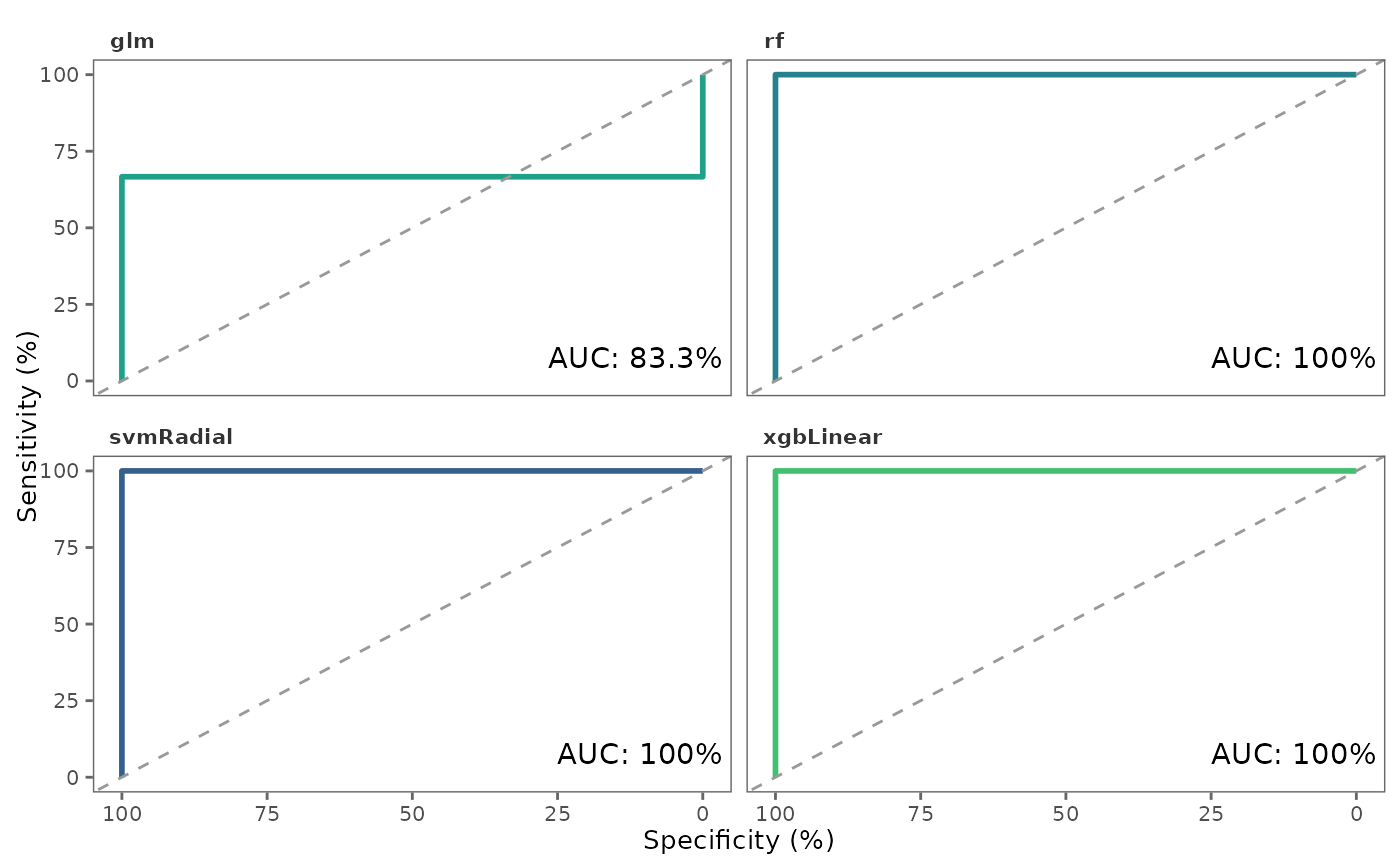 glm
rf
100
75
50
25
0
AUC: 83.3%
AUC: 100%
Sensitivity (%)
svmRadial
xgbLinear
100
75
50
25
0
AUC: 100%
AUC: 100%
100 75 50 25 0 100 75 50 25 0
Specificity (%)